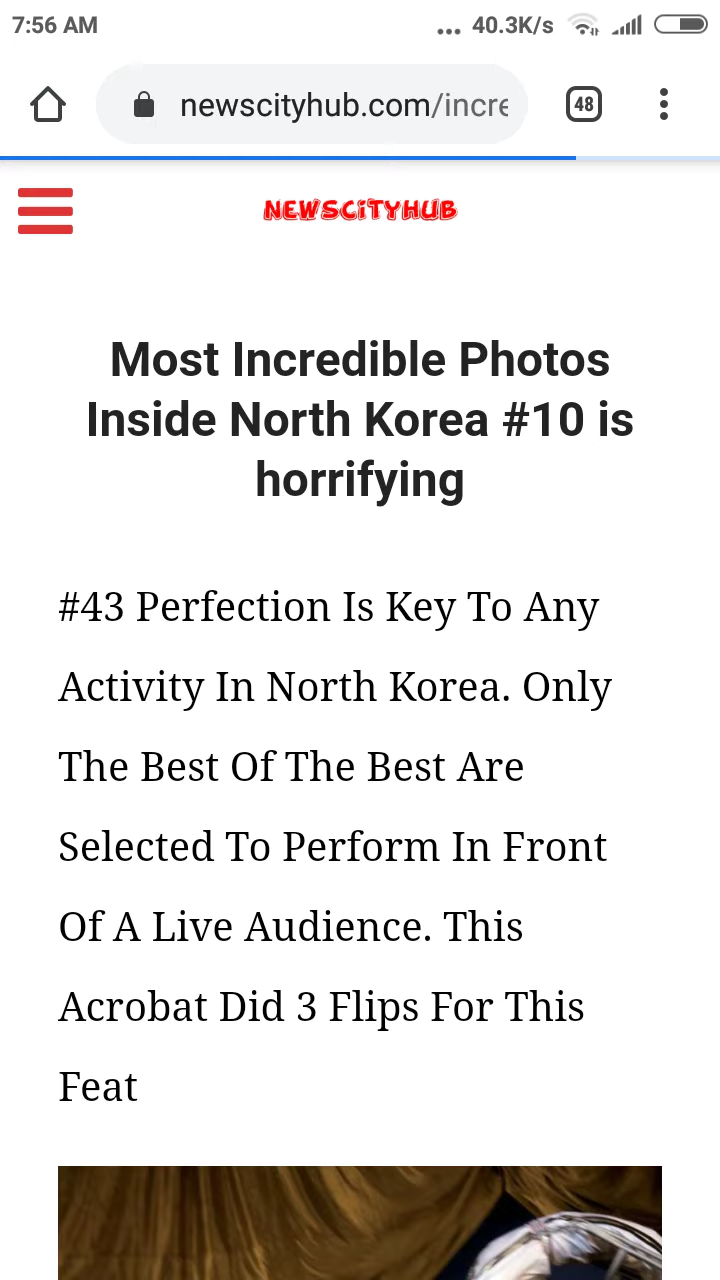 7:56 AM
... 40.3K/s
newscityhub.com/incre
48
NEWSCiTYHUB
Most Incredible Photos
Inside North Korea #10 is
horrifying
#43 Perfection Is Key To Any
Activity In North Korea. Only
The Best Of The Best Are
Selected To Perform In Front
Of A Live Audience. This
Acrobat Did 3 Flips For This
Feat